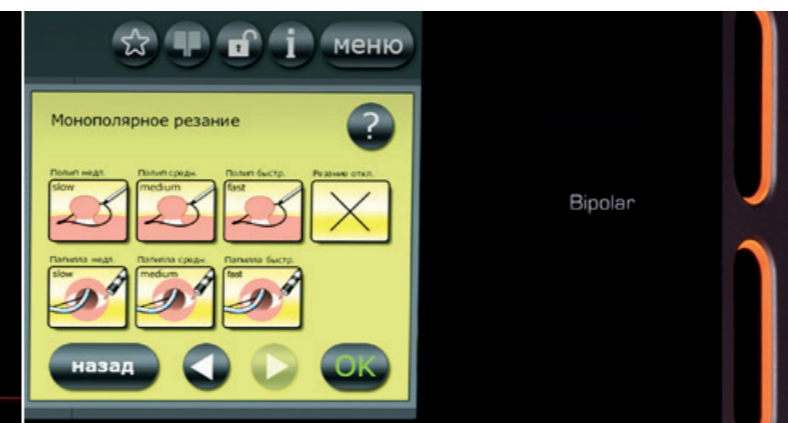 i меню
Монополярное резание ?
Полип медл. Полип средн. Полип быстр. Резание откл.
slow medium fast
Bipolar
Папилла медл. Папилла средн. Папилла быстр.
slow medium fast
назад OK